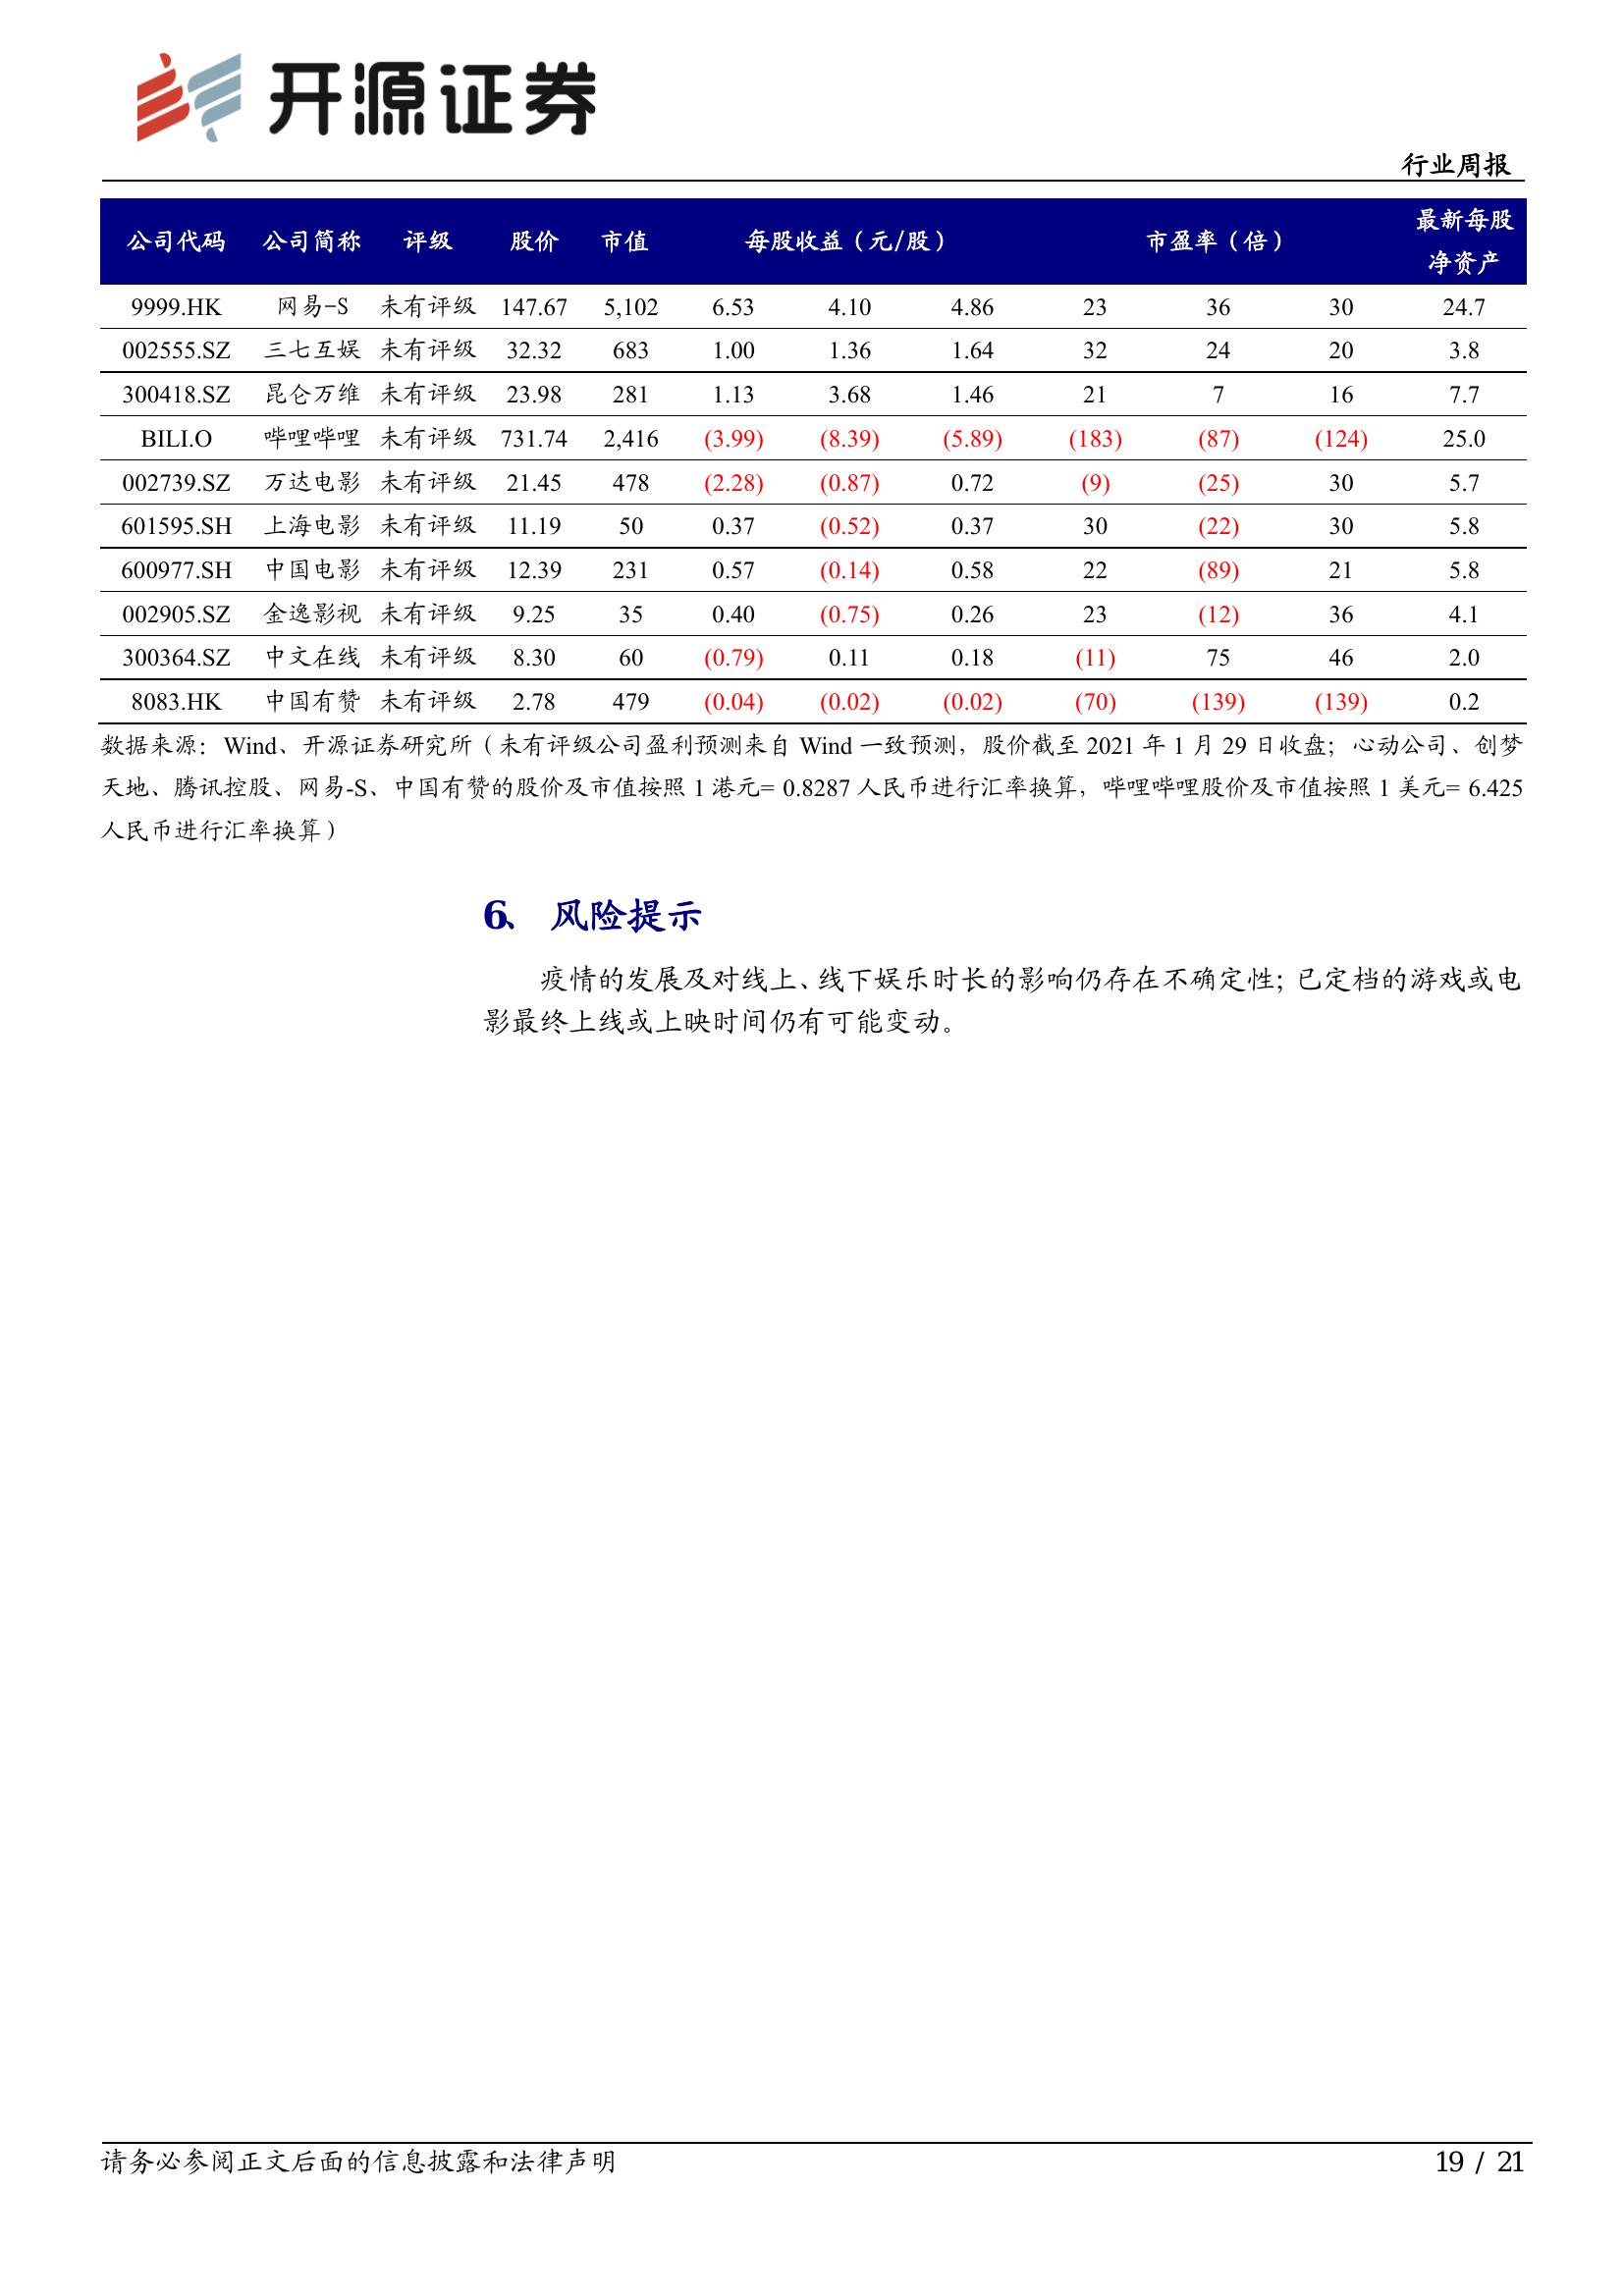 开源证券
行业周报
公司代码 公司简称 评级 股价 市值 每股收益（元/股） 市盈率（倍） 最新每股
净资产
9999.HK 网易-S 未有评级 147.67 5,102 6.53 4.10 4.86 23 36 30 24.7
002555.SZ 三七互娱 未有评级 32.32 683 1.00 1.36 1.64 32 24 20 3.8
300418.SZ 昆仑万维 未有评级 23.98 281 1.13 3.68 1.46 21 7 16 7.7
BILI.O 哔哩哔哩 未有评级 731.74 2,416 (3.99) (8.39) (5.89) (183) (87) (124) 25.0
002739.SZ 万达电影 未有评级 21.45 478 (2.28) (0.87) 0.72 (9) (25) 30 5.7
601595.SH 上海电影 未有评级 11.19 50 0.37 (0.52) 0.37 30 (22) 30 5.8
600977.SH 中国电影 未有评级 12.39 231 0.57 (0.14) 0.58 22 (89) 21 5.8
002905.SZ 金逸影视 未有评级 9.25 35 0.40 (0.75) 0.26 23 (12) 36 4.1
300364.SZ 中文在线 未有评级 8.30 60 (0.79) 0.11 0.18 (11) 75 46 2.0
8083.HK 中国有赞 未有评级 2.78 479 (0.04) (0.02) (0.02) (70) (139) (139) 0.2
数据来源：Wind、开源证券研究所（未有评级公司盈利预测来自 Wind 一致预测，股价截至 2021 年 1 月 29 日收盘；心动公司、创梦
天地、腾讯控股、网易-S、中国有赞的股价及市值按照 1 港元= 0.8287 人民币进行汇率换算，哔哩哔哩股价及市值按照 1 美元= 6.425
人民币进行汇率换算）
6、 风险提示
疫情的发展及对线上、线下娱乐时长的影响仍存在不确定性；已定档的游戏或电
影最终上线或上映时间仍有可能变动。
请务必参阅正文后面的信息披露和法律声明 19 / 21